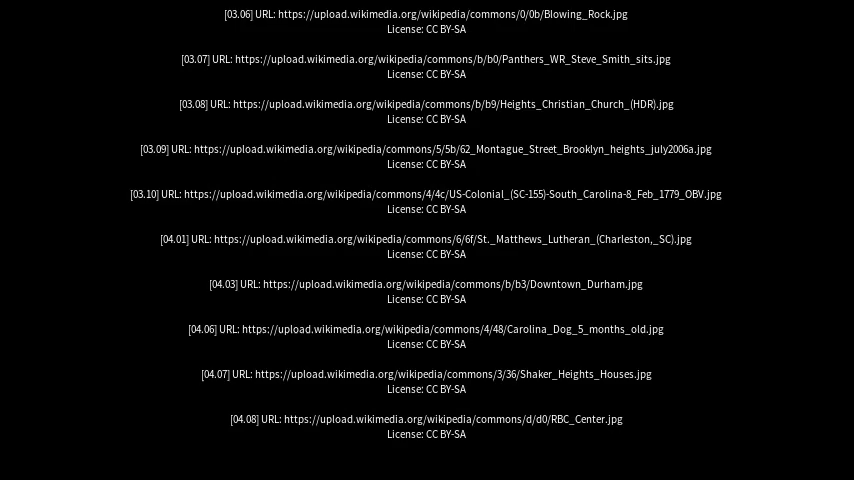 [03.06] URL: https://upload.wikimedia.org/wikipedia/commons/0/0b/Blowing_Rock.jpg
License: CC BY-SA
[03.07] URL: https://upload.wikimedia.org/wikipedia/commons/b/b0/Panthers_WR_Steve_Smith_sits.jpg
License: CC BY-SA
[03.08] URL: https://upload.wikimedia.org/wikipedia/commons/b/b9/Heights_Christian_Church_(HDR).jpg
License: CC BY-SA
[03.09] URL: https://upload.wikimedia.org/wikipedia/commons/5/5b/62_Montague_Street_Brooklyn_heights_july2006a.jpg
License: CC BY-SA
[03.10] URL: https://upload.wikimedia.org/wikipedia/commons/4/4c/US-Colonial_(SC-155)-South_Carolina-8_Feb_1779_OBV.jpg
License: CC BY-SA
[04.01] URL: https://upload.wikimedia.org/wikipedia/commons/6/6f/St._Matthews_Lutheran_(Charleston,_SC).jpg
License: CC BY-SA
[04.03] URL: https://upload.wikimedia.org/wikipedia/commons/b/b3/Downtown_Durham.jpg
License: CC BY-SA
[04.06] URL: https://upload.wikimedia.org/wikipedia/commons/4/48/Carolina_Dog_5_months_old.jpg
License: CC BY-SA
[04.07] URL: https://upload.wikimedia.org/wikipedia/commons/3/36/Shaker_Heights_Houses.jpg
License: CC BY-SA
[04.08] URL: https://upload.wikimedia.org/wikipedia/commons/d/d0/RBC_Center.jpg
License: CC BY-SA